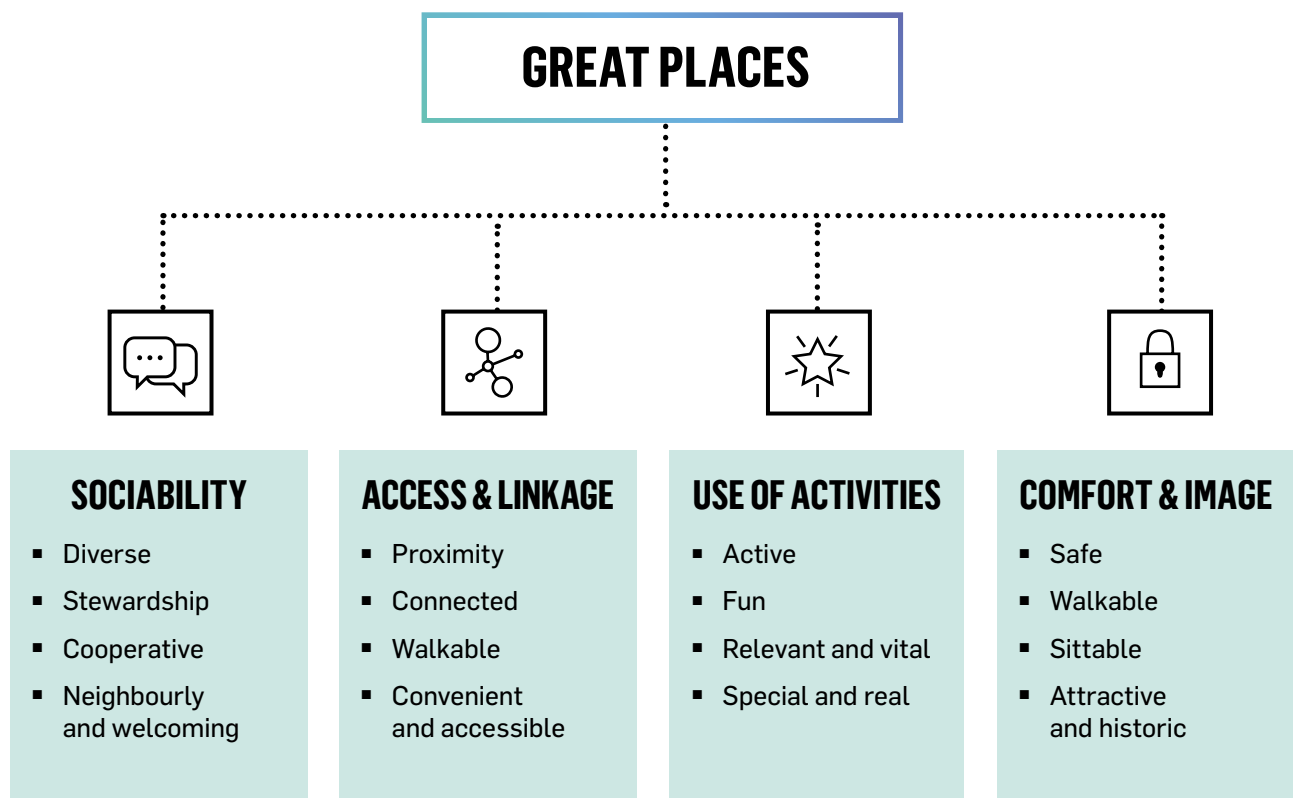 GREAT PLACES
SOCIABILITY
▪ Diverse
▪ Stewardship
▪ Cooperative
▪ Neighbourly
and welcoming
ACCESS & LINKAGE
▪ Proximity
▪ Connected
▪ Walkable
▪ Convenient
and accessible
USE OF ACTIVITIES
▪ Active
▪ Fun
▪ Relevant and vital
▪ Special and real
COMFORT & IMAGE
▪ Safe
▪ Walkable
▪ Sittable
▪ Attractive
and historic